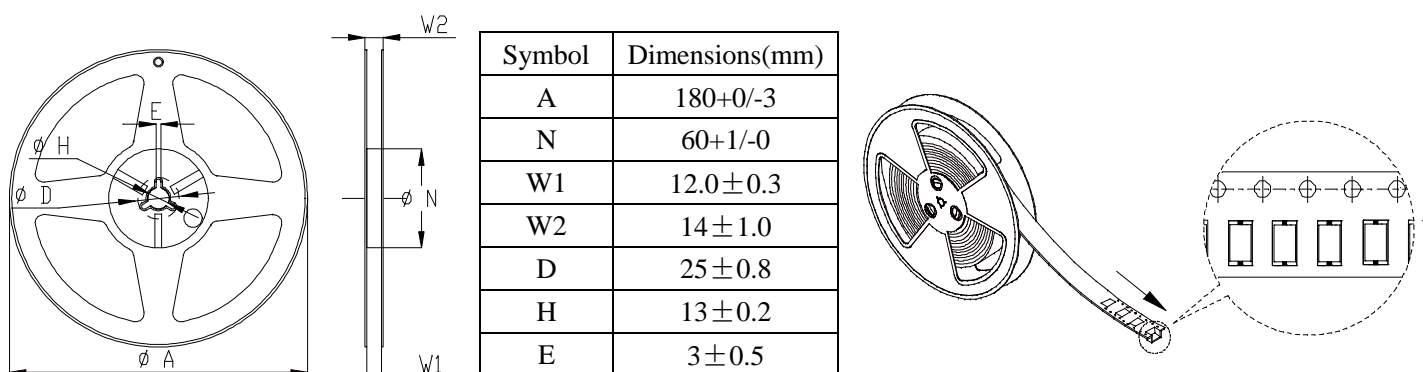 W2
E
ϕ H
ϕ D
ϕ N
ϕ A
W1
Symbol Dimensions(mm)
A 180+0/-3
N 60+1/-0
W1 12.0±0.3
W2 14±1.0
D 25±0.8
H 13±0.2
E 3±0.5